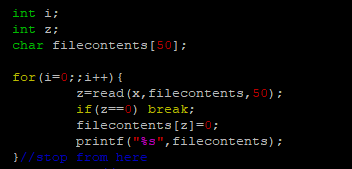 int i;
int z;
char filecontents[50];
for(i=0;;i++){
z=read(x,filecontents,50);
if(z==0) break;
filecontents[z]=0;
printf("%s",filecontents);
}//stop from here